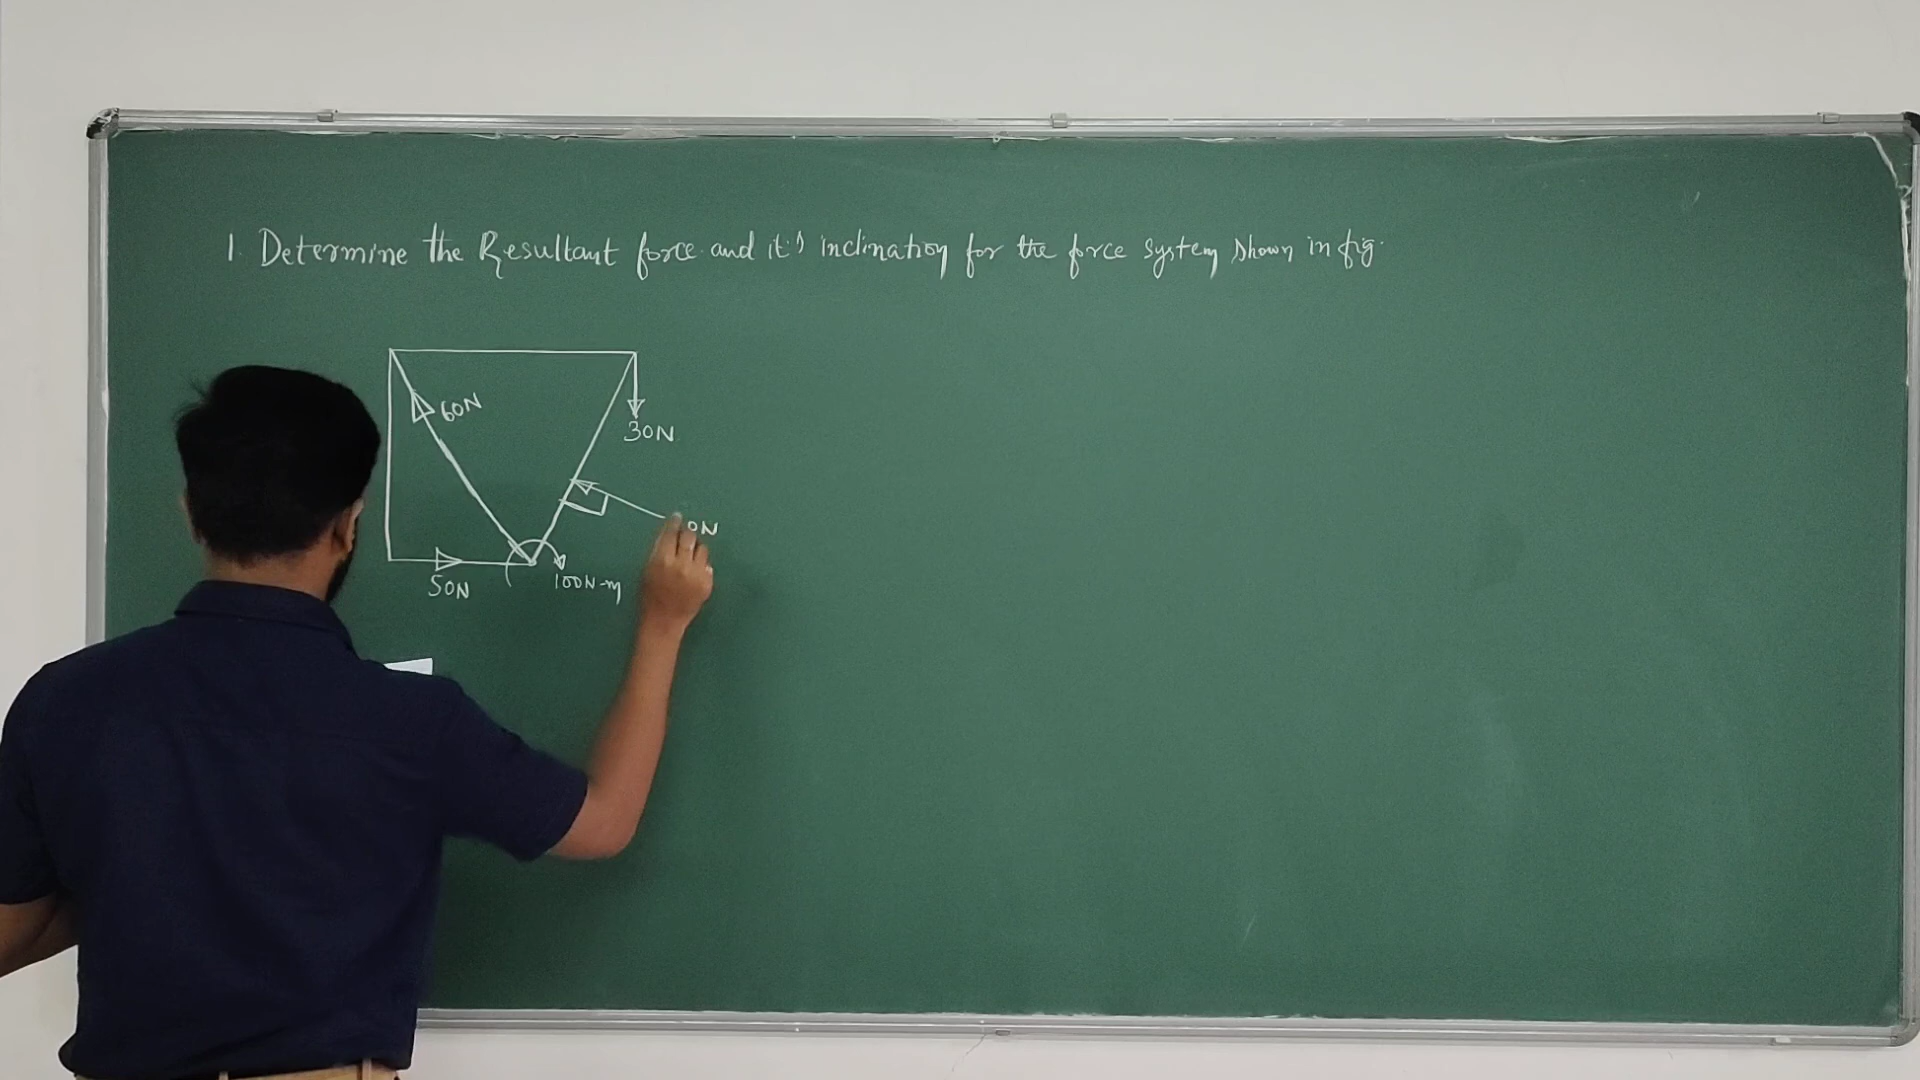 1. Determine the Resultant force and it's inclination for the force system shown in fig.
60N
30N
0N
50N
100N-m